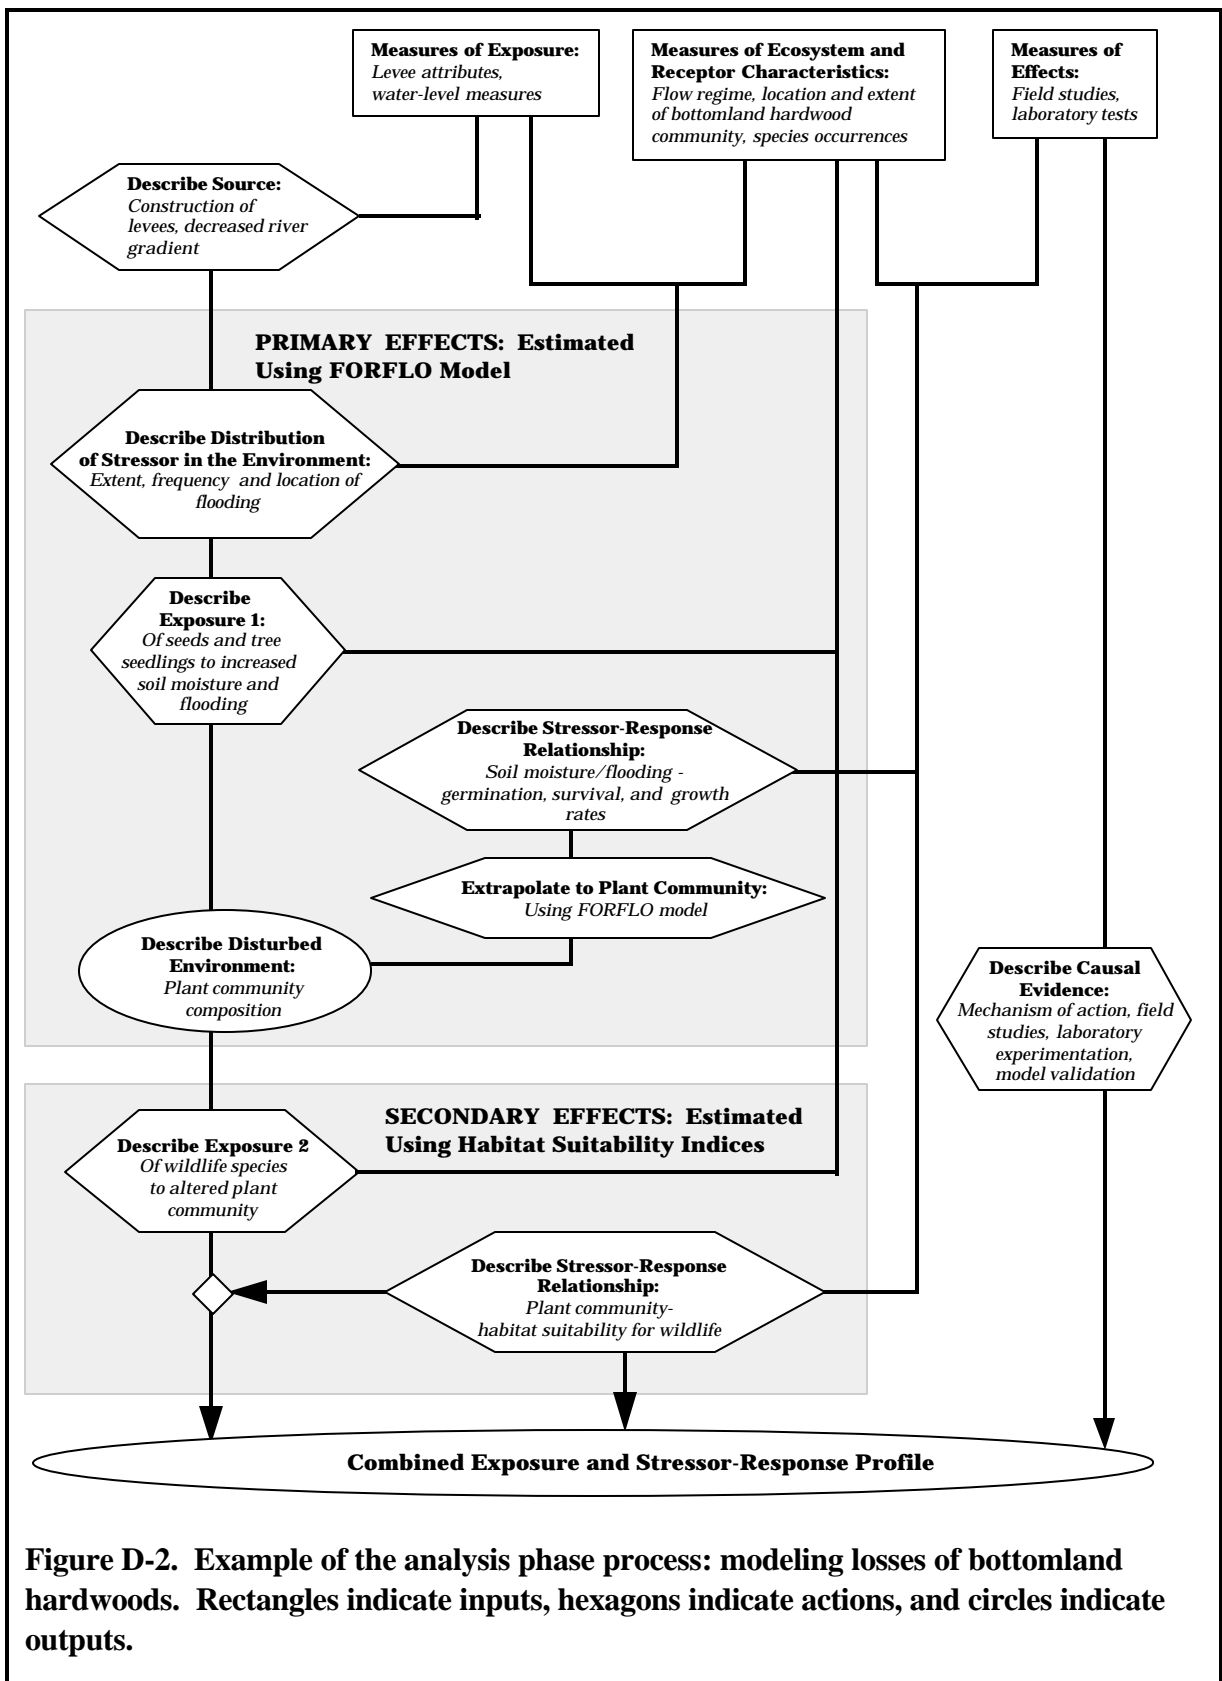 Measures of Exposure:
Levee attributes,
water-level measures
Measures of Ecosystem and
Receptor Characteristics:
Flow regime, location and extent
of bottomland hardwood
community, species occurrences
Measures of
Effects:
Field studies,
laboratory tests
Describe Source:
Construction of
levees, decreased river
gradient
PRIMARY EFFECTS: Estimated
Using FORFLO Model
Describe Distribution
of Stressor in the Environment:
Extent, frequency and location of
flooding
Describe
Exposure 1:
Of seeds and tree
seedlings to increased
soil moisture and
flooding
Describe Stressor-Response
Relationship:
Soil moisture/flooding -
germination, survival, and growth
rates
Extrapolate to Plant Community:
Using FORFLO model
Describe Disturbed
Environment:
Plant community
composition
Describe Causal
Evidence:
Mechanism of action, field
studies, laboratory
experimentation,
model validation
SECONDARY EFFECTS: Estimated
Using Habitat Suitability Indices
Describe Exposure 2
Of wildlife species
to altered plant
community
Describe Stressor-Response
Relationship:
Plant community-
habitat suitability for wildlife
Combined Exposure and Stressor-Response Profile
Figure D-2. Example of the analysis phase process: modeling losses of bottomland
hardwoods. Rectangles indicate inputs, hexagons indicate actions, and circles indicate
outputs.